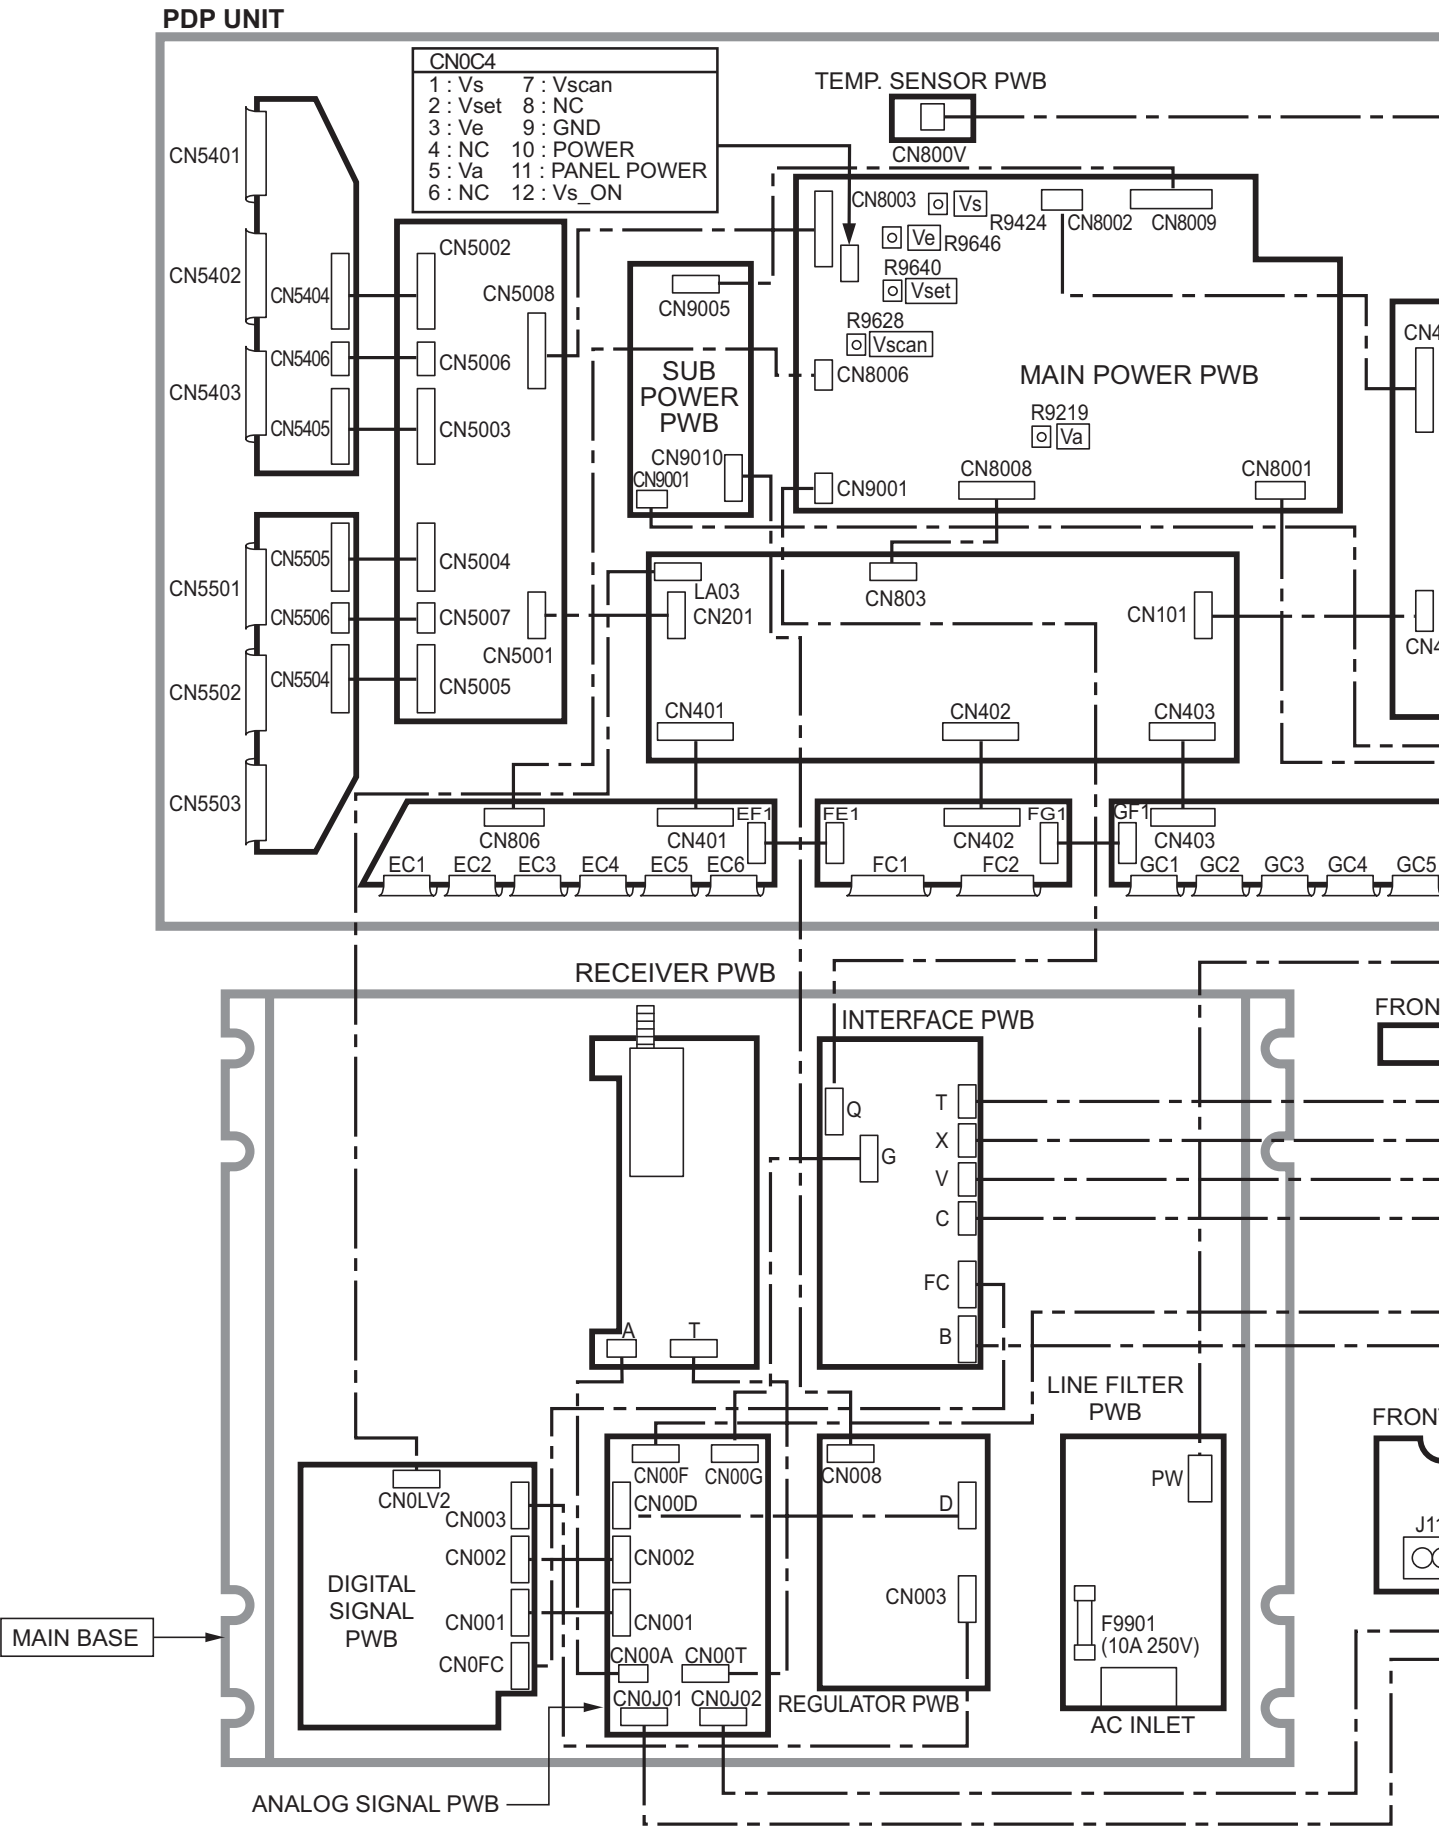 PDP UNIT
CN0C4
1 : Vs 7 : Vscan
2 : Vset 8 : NC
3 : Ve 9 : GND
4 : NC 10 : POWER
5 : Va 11 : PANEL POWER
6 : NC 12 : Vs_ON
TEMP. SENSOR PWB
CN800V
CN5401
CN5402
CN5403
CN5404
CN5406
CN5405
CN5002
CN5008
CN5006
CN5003
CN9005
SUB
POWER
PWB
CN9010
CN9001
CN8003
Vs
R9424
CN8002
CN8009
Ve
R9646
R9640
Vset
R9628
Vscan
CN8006
MAIN POWER PWB
R9219
Va
CN9001
CN8008
CN8001
CN4
CN5501
CN5502
CN5503
CN5505
CN5506
CN5504
CN5004
CN5007
CN5001
CN5005
LA03
CN201
CN803
CN101
CN4
CN401
CN402
CN403
CN806
CN401
EF1
EC1
EC2
EC3
EC4
EC5
EC6
FE1
CN402
FG1
FC1
FC2
GF1
CN403
GC1
GC2
GC3
GC4
GC5
RECEIVER PWB
INTERFACE PWB
FRON
Q
G
T
X
V
C
FC
B
A
T
LINE FILTER
PWB
FRON
PW
J1
F9901
(10A 250V)
AC INLET
CN0LV2
CN003
CN002
CN001
CN0FC
DIGITAL
SIGNAL
PWB
CN00F
CN00G
CN00D
CN002
CN001
CN00A
CN00T
CN0J01
CN0J02
CN008
D
CN003
REGULATOR PWB
MAIN BASE
ANALOG SIGNAL PWB